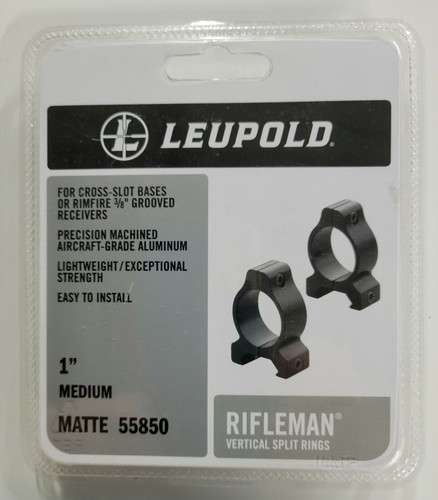 LEUPOLD®
FOR CROSS-SLOT BASES
OR RIMFIRE 3/8" GROOVED
RECEIVERS
PRECISION MACHINED
AIRCRAFT-GRADE ALUMINUM
LIGHTWEIGHT/EXCEPTIONAL
STRENGTH
EASY TO INSTALL
1"
MEDIUM
MATTE 55850
RIFLEMAN®
VERTICAL SPLIT RINGS